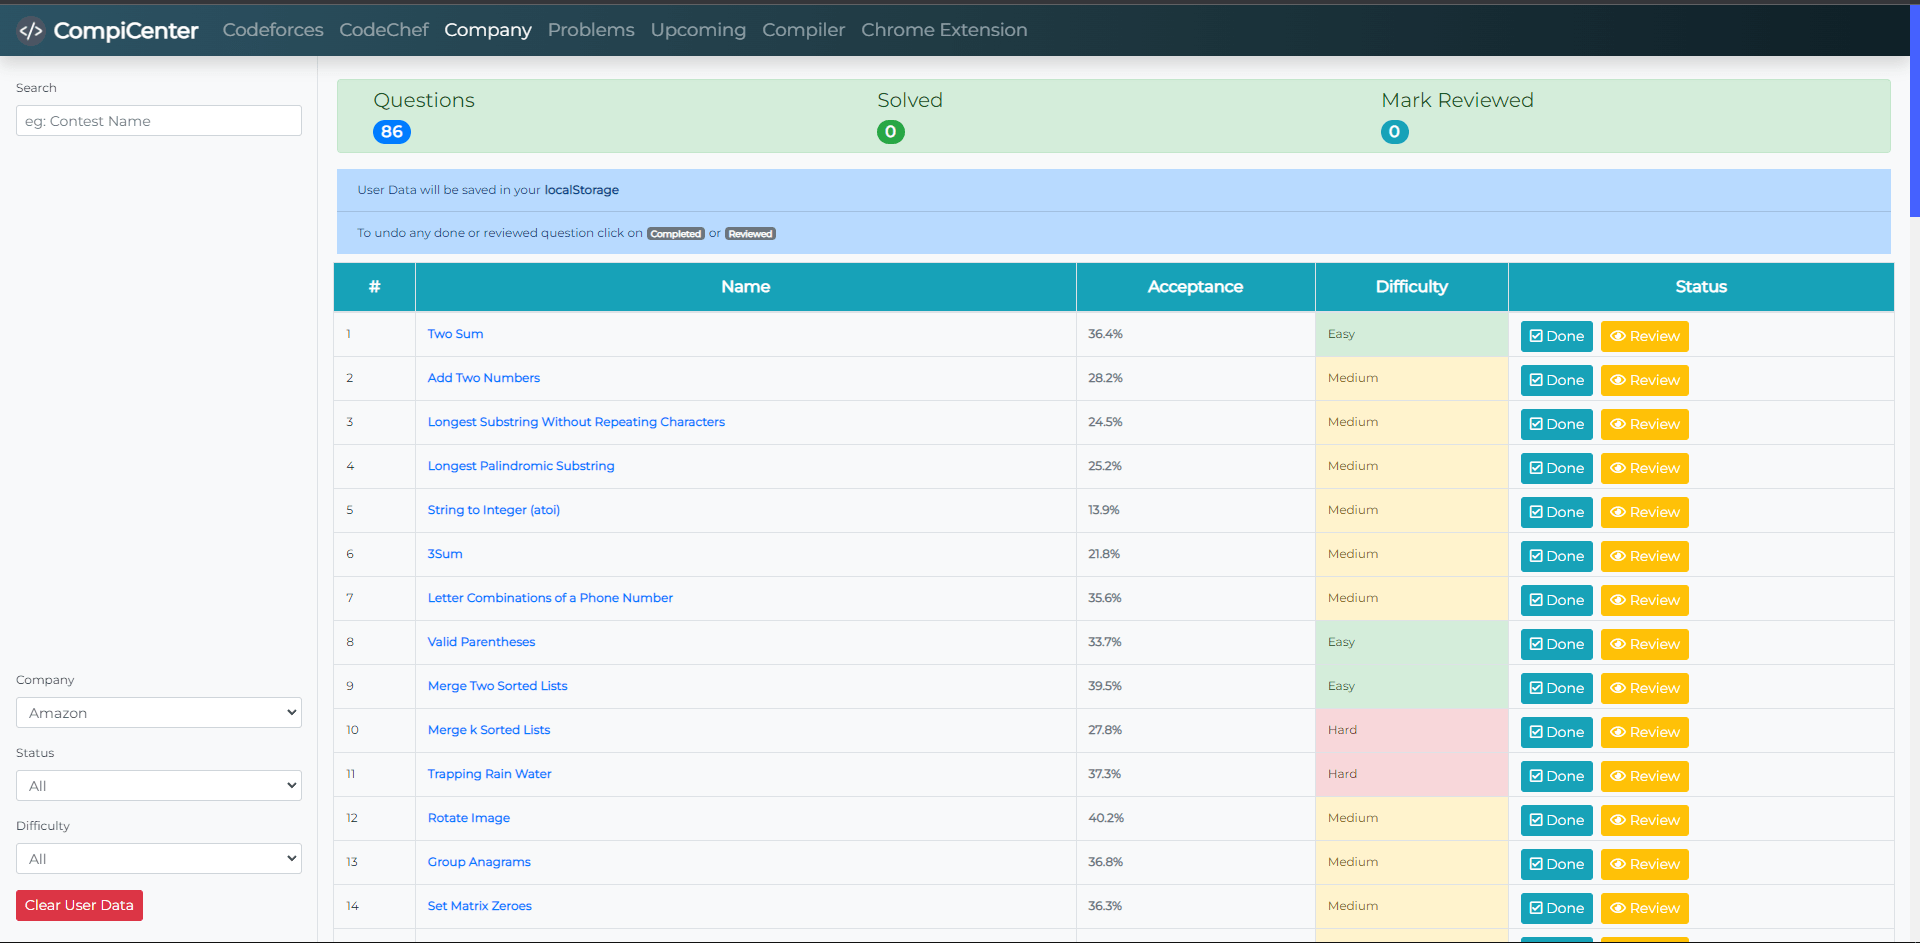 </> CompiCenter Codeforces CodeChef Company Problems Upcoming Compiler Chrome Extension
Search
eg: Contest Name
Questions Solved Mark Reviewed
86 0 0
User Data will be saved in your localStorage
To undo any done or reviewed question click on Completed or Reviewed
# Name Acceptance Difficulty Status
1 Two Sum 36.4% Easy Done Review
2 Add Two Numbers 28.2% Medium Done Review
3 Longest Substring Without Repeating Characters 24.5% Medium Done Review
4 Longest Palindromic Substring 25.2% Medium Done Review
5 String to Integer (atoi) 13.9% Medium Done Review
6 3Sum 21.8% Medium Done Review
7 Letter Combinations of a Phone Number 35.6% Medium Done Review
8 Valid Parentheses 33.7% Easy Done Review
9 Merge Two Sorted Lists 39.5% Easy Done Review
10 Merge k Sorted Lists 27.8% Hard Done Review
11 Trapping Rain Water 37.3% Hard Done Review
12 Rotate Image 40.2% Medium Done Review
13 Group Anagrams 36.8% Medium Done Review
14 Set Matrix Zeroes 36.3% Medium Done Review
Company
Amazon
Status
All
Difficulty
All
Clear User Data